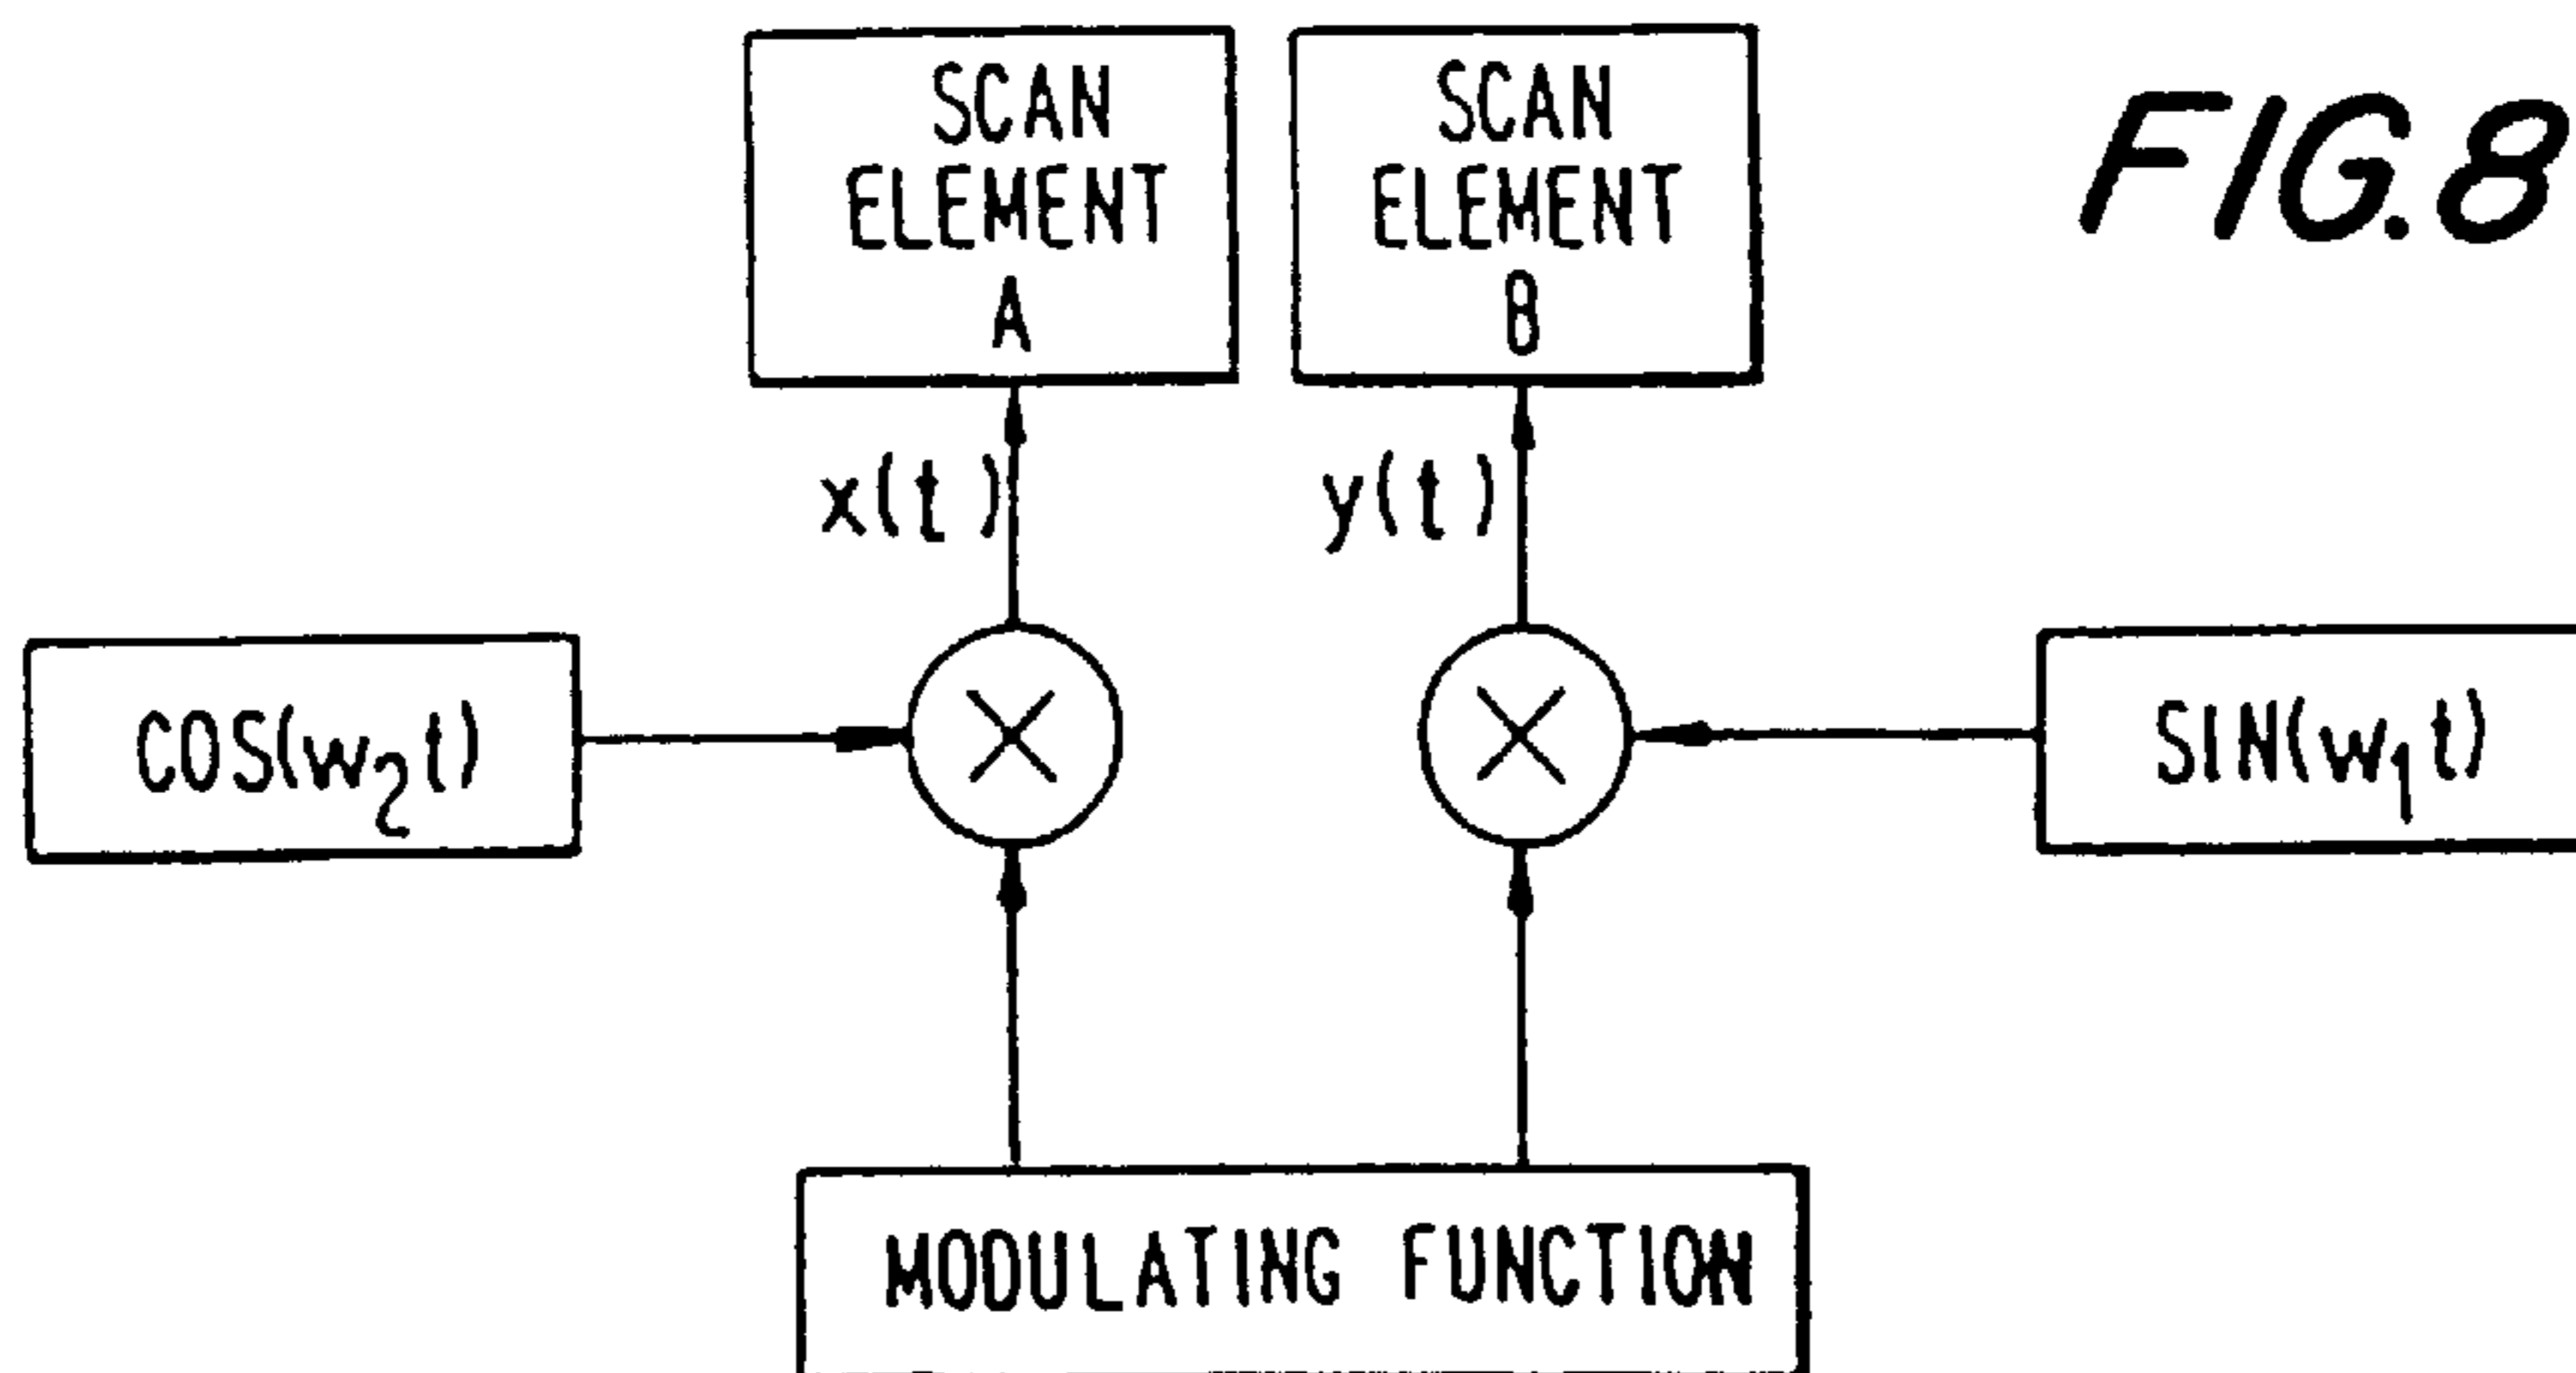 SCAN
ELEMENT
A
SCAN
ELEMENT
B
FIG.8
x(t)
y(t)
COS(w₂t)
SIN(w₁t)
MODULATING FUNCTION